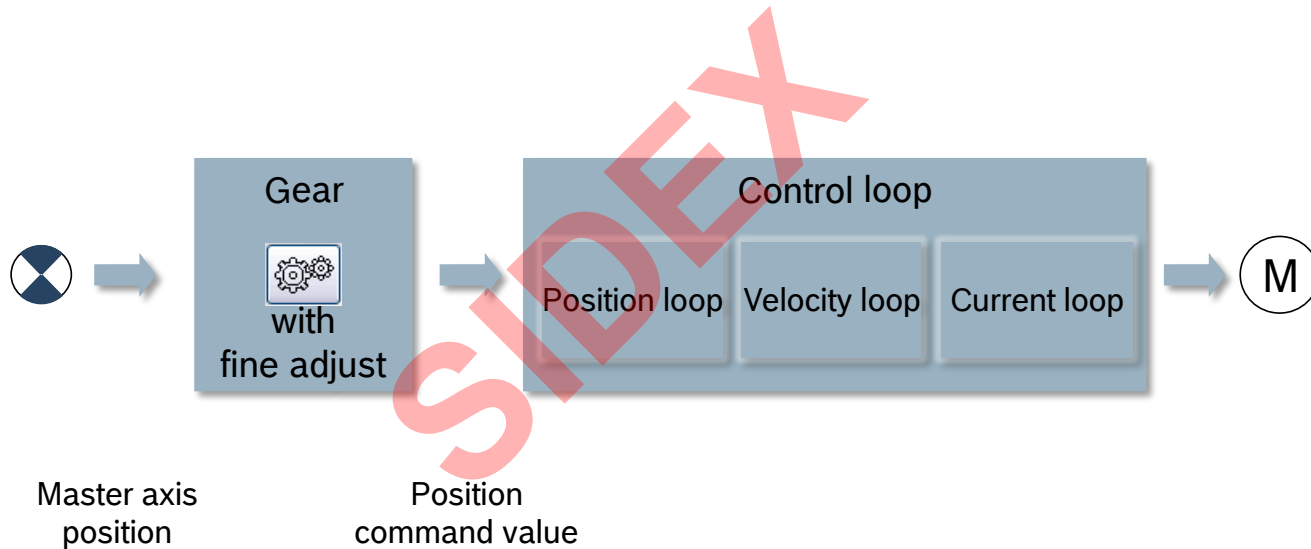 Gear
with
fine adjust
Control loop
Position loop
Velocity loop
Current loop
M
Master axis
position
Position
command value
SIDEX